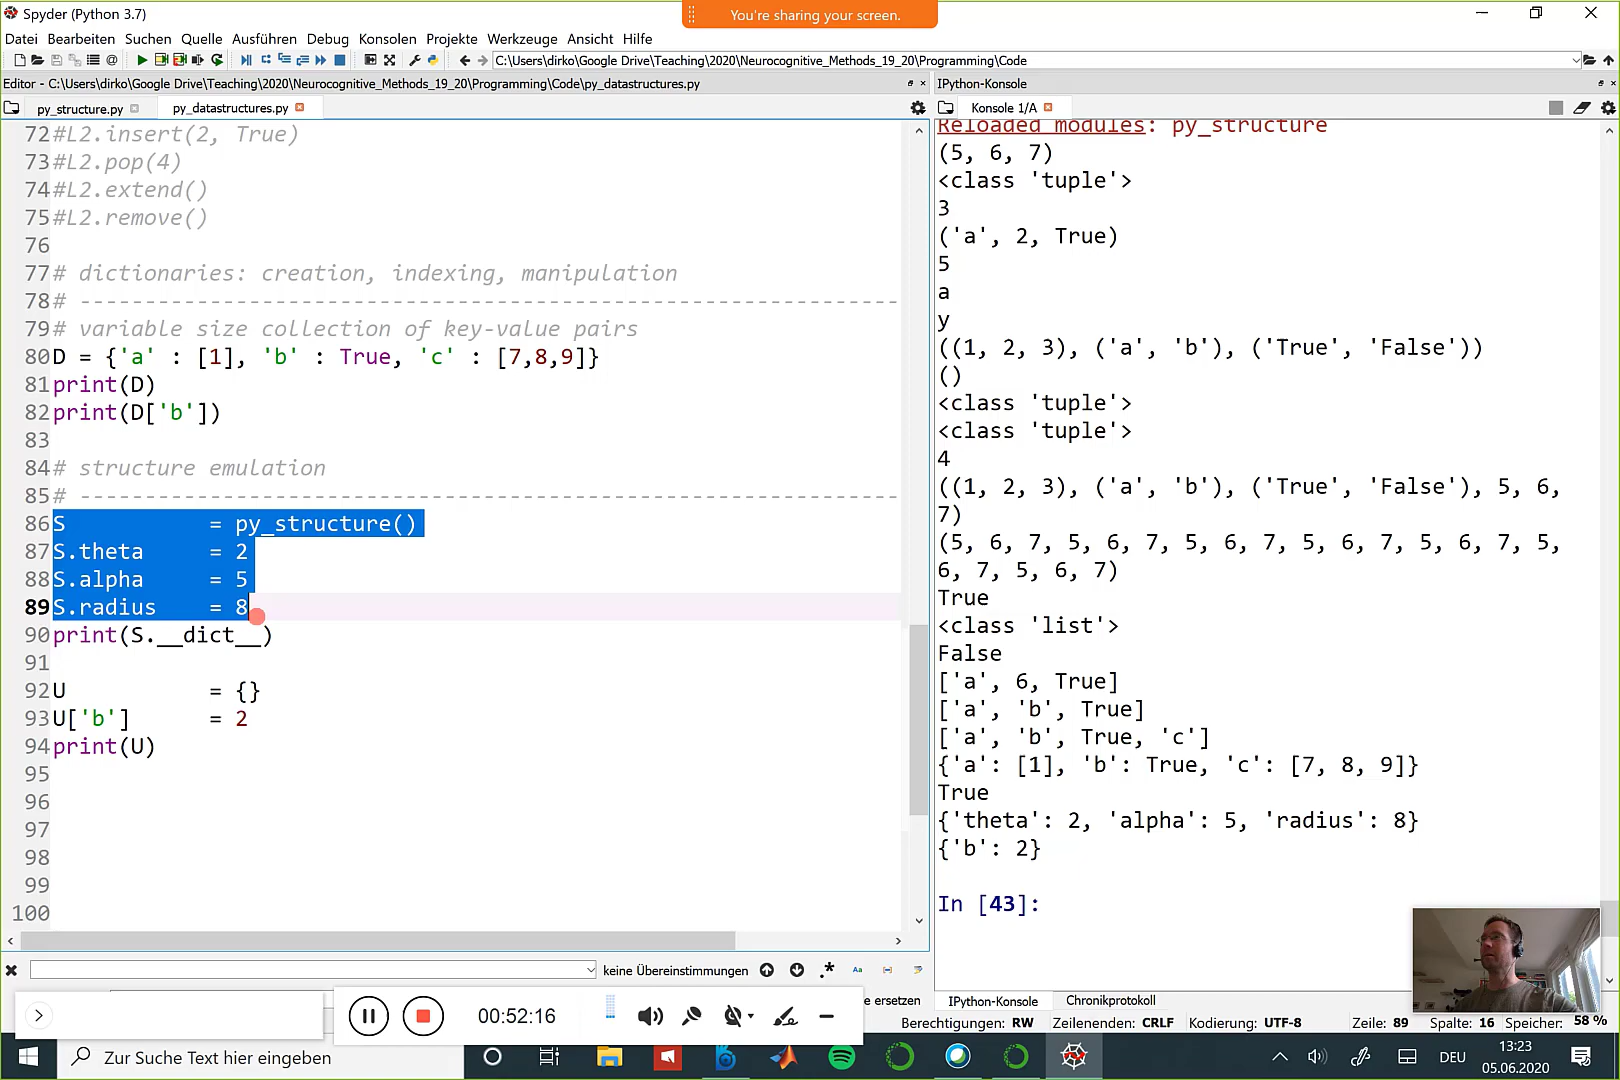 Spyder (Python 3.7)
You're sharing your screen.
Datei Bearbeiten Suchen Quelle Ausführen Debug Konsolen Projekte Werkzeuge Ansicht Hilfe
C:\Users\dirko\Google Drive\Teaching\2020\Neurocognitive_Methods_19_20\Programming\Code
Editor - C:\Users\dirko\Google Drive\Teaching\2020\Neurocognitive_Methods_19_20\Programming\Code\py_datastructures.py
py_structure.py py_datastructures.py
72 #L2.insert(2, True)
73 #L2.pop(4)
74 #L2.extend()
75 #L2.remove()
76
77 # dictionaries: creation, indexing, manipulation
78 # ---------------------------------------------------------------
79 # variable size collection of key-value pairs
80 D = {'a' : [1], 'b' : True, 'c' : [7,8,9]}
81 print(D)
82 print(D['b'])
83
84 # structure emulation
85 # ---------------------------------------------------------------
86 S = py_structure()
87 S.theta = 2
88 S.alpha = 5
89 S.radius = 8
90 print(S.__dict__)
91
92 U = {}
93 U['b'] = 2
94 print(U)
95
96
97
98
99
100
keine Übereinstimmungen .* Aa
e ersetzen
00:52:16
IPython-Konsole
Konsole 1/A
Reloaded modules: py_structure
(5, 6, 7)
<class 'tuple'>
3
('a', 2, True)
5
a
y
((1, 2, 3), ('a', 'b'), ('True', 'False'))
()
<class 'tuple'>
<class 'tuple'>
4
((1, 2, 3), ('a', 'b'), ('True', 'False'), 5, 6,
7)
(5, 6, 7, 5, 6, 7, 5, 6, 7, 5, 6, 7, 5, 6, 7, 5,
6, 7, 5, 6, 7)
True
<class 'list'>
False
['a', 6, True]
['a', 'b', True]
['a', 'b', True, 'c']
{'a': [1], 'b': True, 'c': [7, 8, 9]}
True
{'theta': 2, 'alpha': 5, 'radius': 8}
{'b': 2}
In [43]:
IPython-Konsole Chronikprotokoll
Berechtigungen: RW Zeilenenden: CRLF Kodierung: UTF-8 Zeile: 89 Spalte: 16 Speicher: 58 %
Zur Suche Text hier eingeben
DEU
13:23
05.06.2020